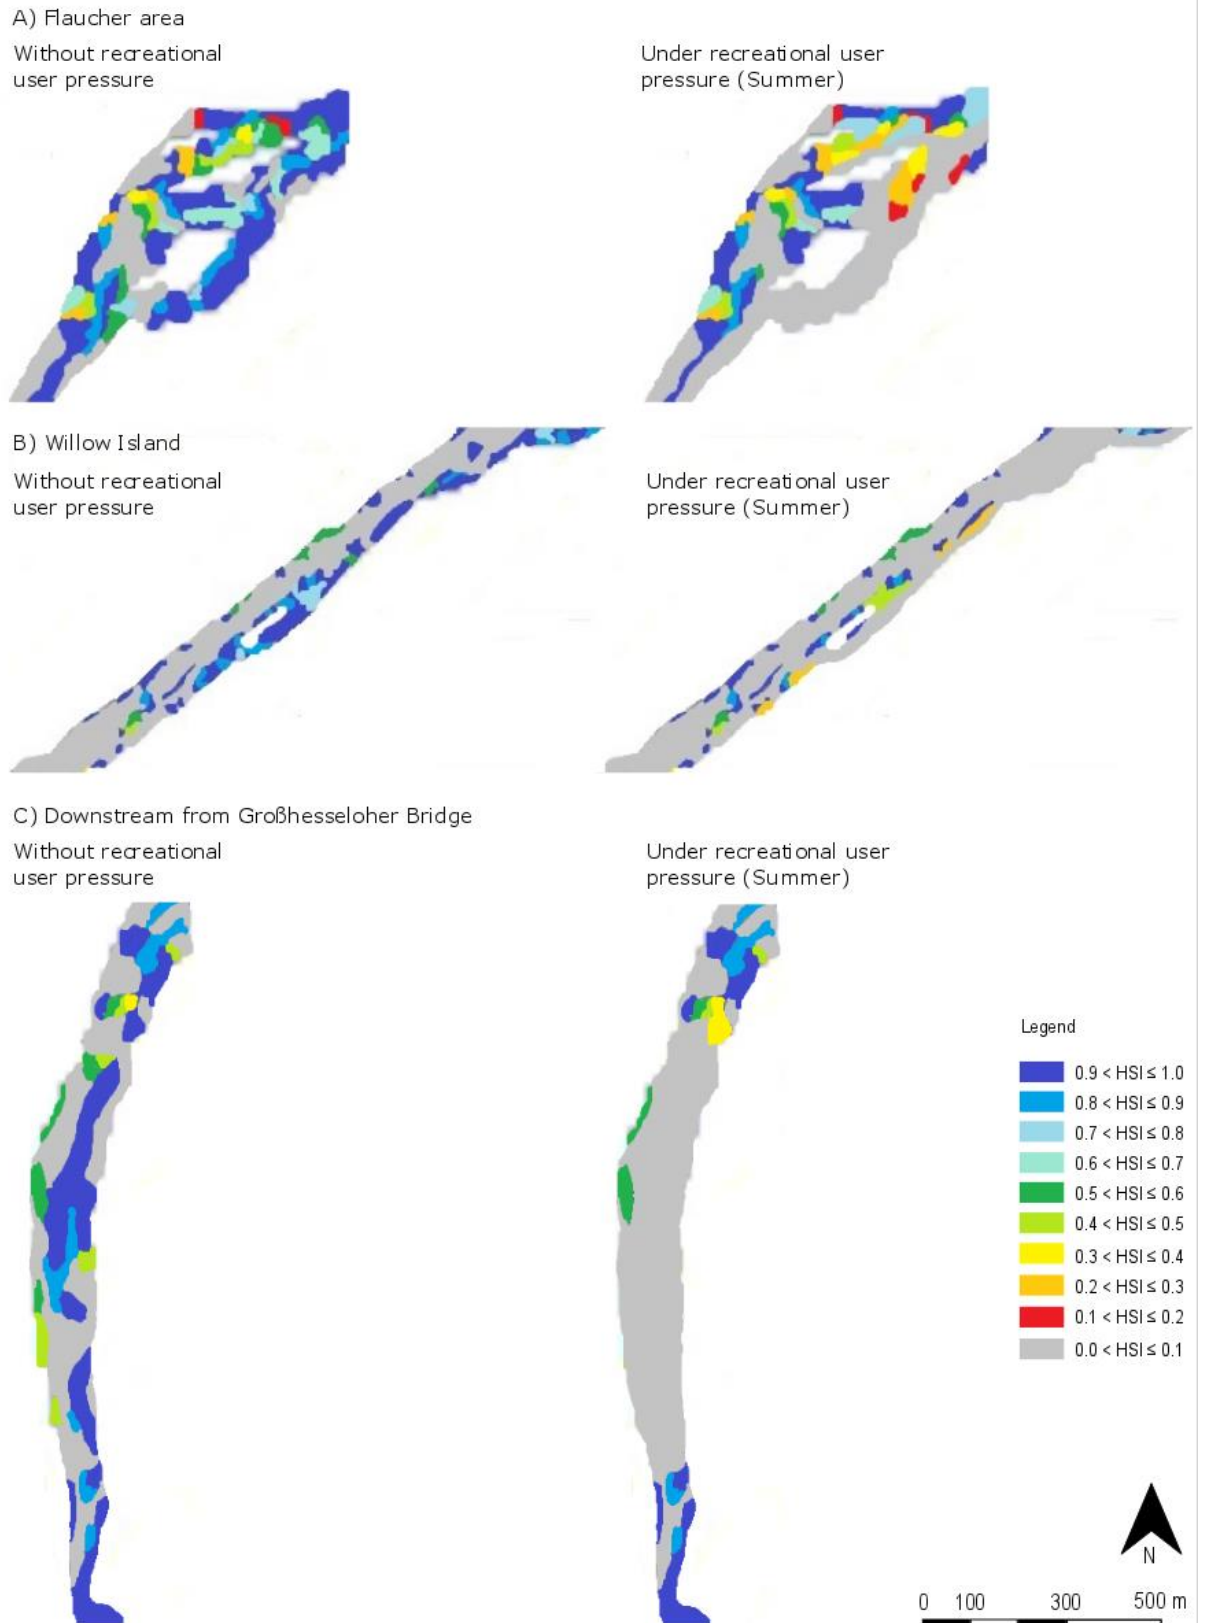 A) Flaucher area
Without recreational
user pressure
Under recreational user
pressure (Summer)
B) Willow Island
Without recreational
user pressure
Under recreational user
pressure (Summer)
C) Downstream from Großhesseloher Bridge
Without recreational
user pressure
Under recreational user
pressure (Summer)
Legend
0.9 < HSI ≤ 1.0
0.8 < HSI ≤ 0.9
0.7 < HSI ≤ 0.8
0.6 < HSI ≤ 0.7
0.5 < HSI ≤ 0.6
0.4 < HSI ≤ 0.5
0.3 < HSI ≤ 0.4
0.2 < HSI ≤ 0.3
0.1 < HSI ≤ 0.2
0.0 < HSI ≤ 0.1
N
0 100 300 500 m